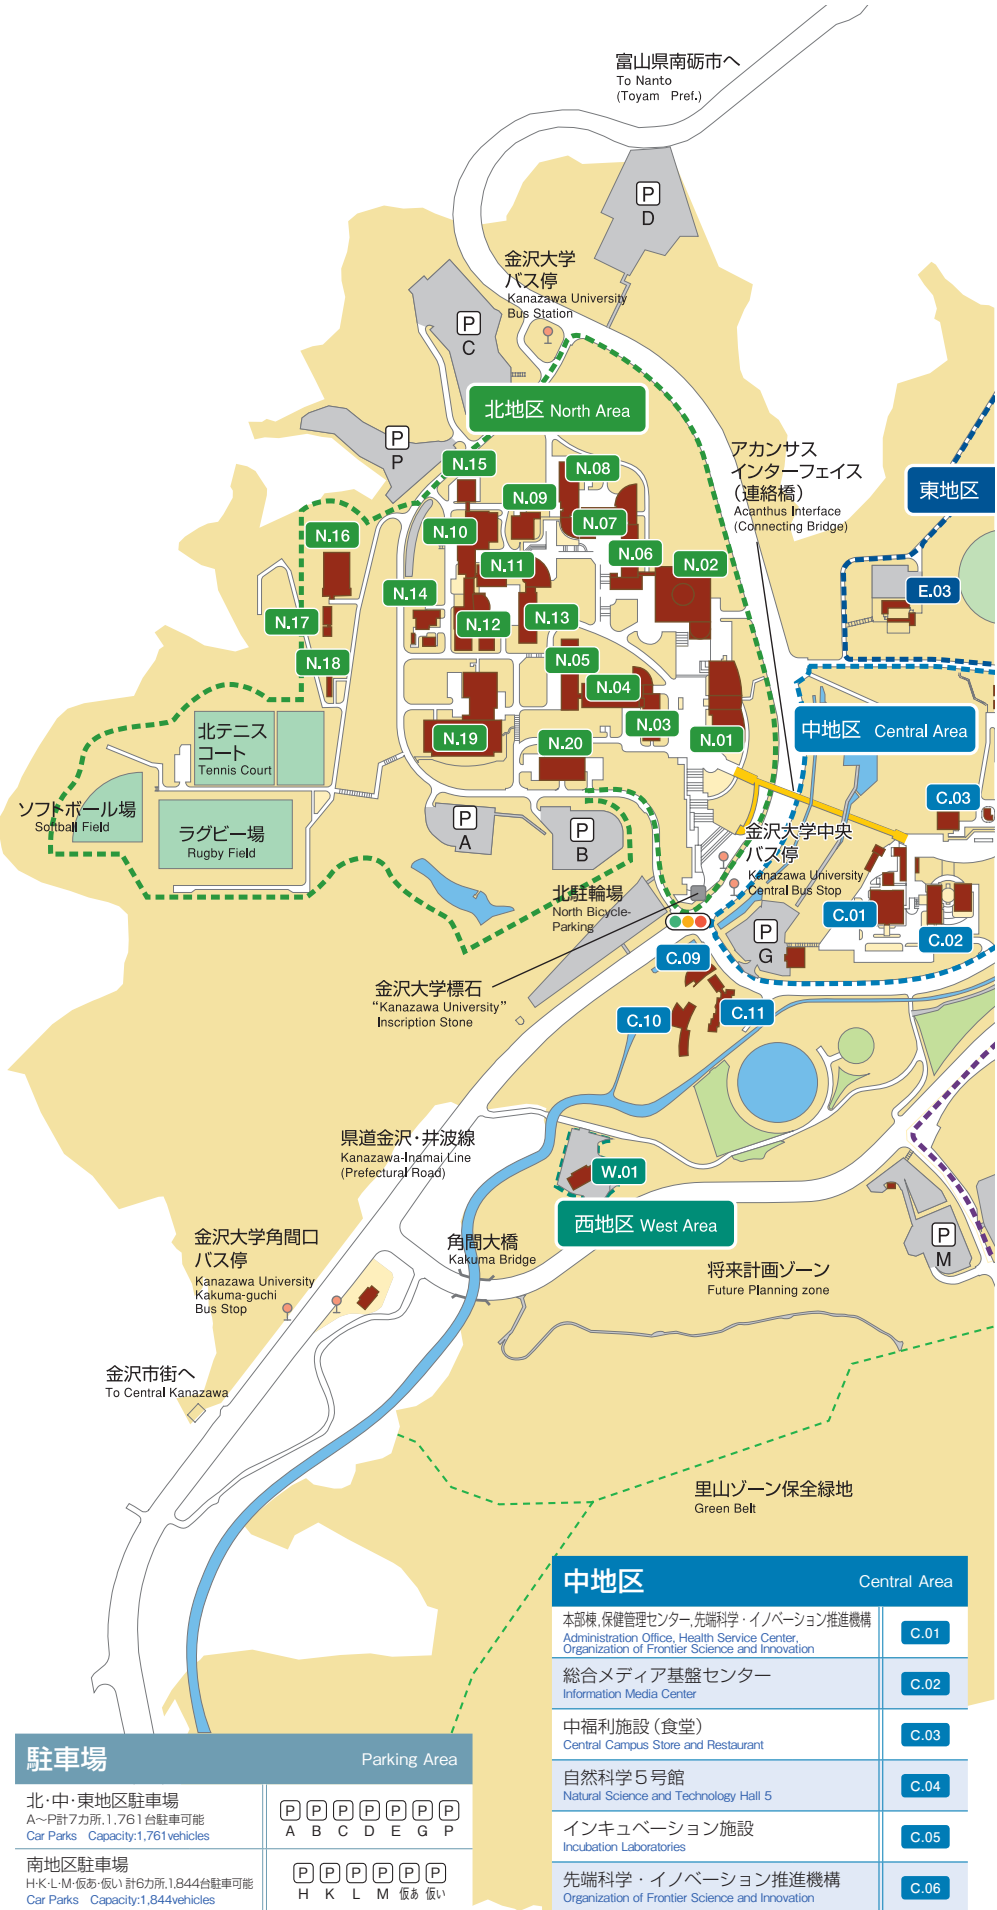 富山県南砺市へ
To Nanto
(Toyam Pref.)
P
D
金沢大学
バス停
Kanazawa University
Bus Station
P
C
北地区 North Area
P
P
アカンサス
インターフェイス
（連絡橋）
Acanthus Interface
(Connecting Bridge)
東地区
N.15
N.08
N.09
N.07
N.16
N.10
N.06
N.02
N.11
E.03
N.14
N.17
N.12
N.13
N.18
N.05
N.04
N.03
N.01
N.19
N.20
中地区 Central Area
北テニス
コート
Tennis Court
ソフトボール場
Softball Field
ラグビー場
Rugby Field
P
A
P
B
C.03
金沢大学中央
バス停
Kanazawa University
Central Bus Stop
北駐輪場
North Bicycle-
Parking
C.01
C.02
P
G
C.09
金沢大学標石
“Kanazawa University”
Inscription Stone
C.10
C.11
県道金沢・井波線
Kanazawa-Inamai Line
(Prefectural Road)
W.01
西地区 West Area
金沢大学角間口
バス停
Kanazawa University
Kakuma-guchi
Bus Stop
角間大橋
Kakuma Bridge
P
M
将来計画ゾーン
Future Planning zone
金沢市街へ
To Central Kanazawa
里山ゾーン保全緑地
Green Belt
中地区 Central Area
本部棟,保健管理センター,先端科学・イノベーション推進機構
Administration Office, Health Service Center,
Organization of Frontier Science and Innovation
C.01
総合メディア基盤センター
Information Media Center
C.02
中福利施設（食堂）
Central Campus Store and Restaurant
C.03
自然科学５号館
Natural Science and Technology Hall 5
C.04
インキュベーション施設
Incubation Laboratories
C.05
先端科学・イノベーション推進機構
Organization of Frontier Science and Innovation
C.06
駐車場 Parking Area
北・中・東地区駐車場
A〜P計7カ所,1,761台駐車可能
Car Parks Capacity:1,761vehicles
P P P P P P P
A B C D E G P
南地区駐車場
H・K・L・M・仮あ・仮い 計6カ所,1,844台駐車可能
Car Parks Capacity:1,844vehicles
P P P P P P
H K L M 仮あ 仮い